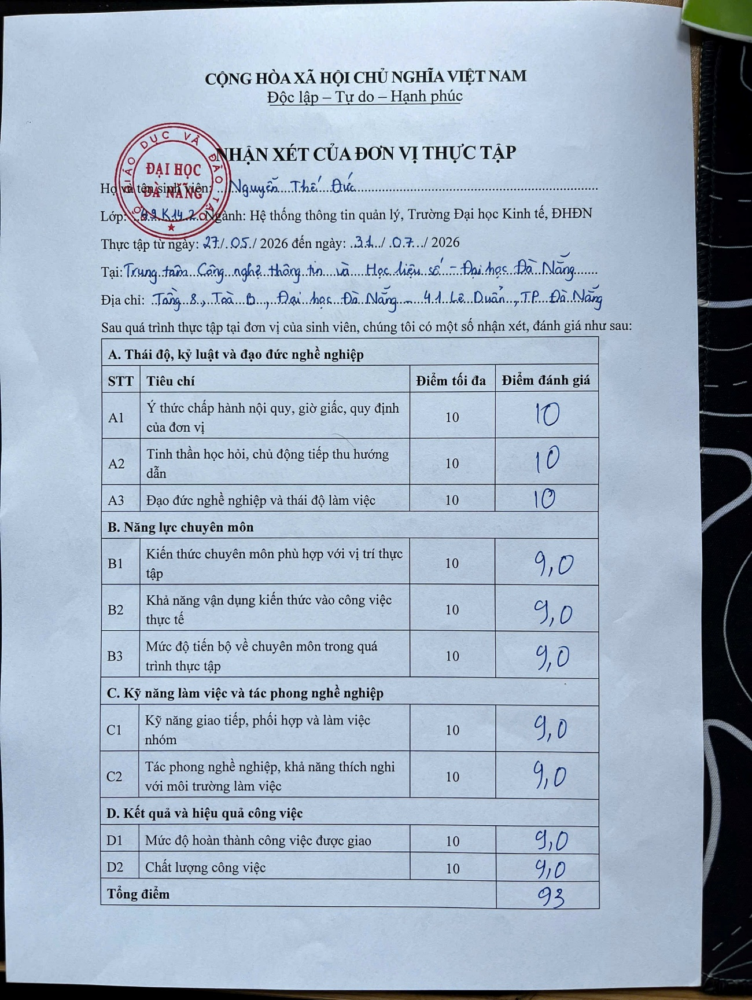 CỘNG HÒA XÃ HỘI CHỦ NGHĨA VIỆT NAM
Độc lập – Tự do – Hạnh phúc
GIÁO DỤC VÀ ĐÀO TẠO
ĐẠI HỌC
ĐÀ NẴNG
NHẬN XÉT CỦA ĐƠN VỊ THỰC TẬP
Họ và tên sinh viên: Nguyễn Thế Đức
Lớp: 49K14.2 Ngành: Hệ thống thông tin quản lý, Trường Đại học Kinh tế, ĐHĐN
Thực tập từ ngày: 27/05/ 2026 đến ngày: 31/ 07/ 2026
Tại: Trung tâm Công nghệ thông tin và Học liệu số - Đại học Đà Nẵng
Địa chỉ: Tầng 8, Toà B, Đại học Đà Nẵng - 41 Lê Duẩn, TP Đà Nẵng
Sau quá trình thực tập tại đơn vị của sinh viên, chúng tôi có một số nhận xét, đánh giá như sau:
A. Thái độ, kỷ luật và đạo đức nghề nghiệp
STT Tiêu chí Điểm tối đa Điểm đánh giá
A1 Ý thức chấp hành nội quy, giờ giấc, quy định 10 10
của đơn vị
A2 Tinh thần học hỏi, chủ động tiếp thu hướng 10 10
dẫn
A3 Đạo đức nghề nghiệp và thái độ làm việc 10 10
B. Năng lực chuyên môn
B1 Kiến thức chuyên môn phù hợp với vị trí thực 10 9,0
tập
B2 Khả năng vận dụng kiến thức vào công việc 10 9,0
thực tế
B3 Mức độ tiến bộ về chuyên môn trong quá 10 9,0
trình thực tập
C. Kỹ năng làm việc và tác phong nghề nghiệp
C1 Kỹ năng giao tiếp, phối hợp và làm việc 10 9,0
nhóm
C2 Tác phong nghề nghiệp, khả năng thích nghi 10 9,0
với môi trường làm việc
D. Kết quả và hiệu quả công việc
D1 Mức độ hoàn thành công việc được giao 10 9,0
D2 Chất lượng công việc 10 9,0
Tổng điểm 93